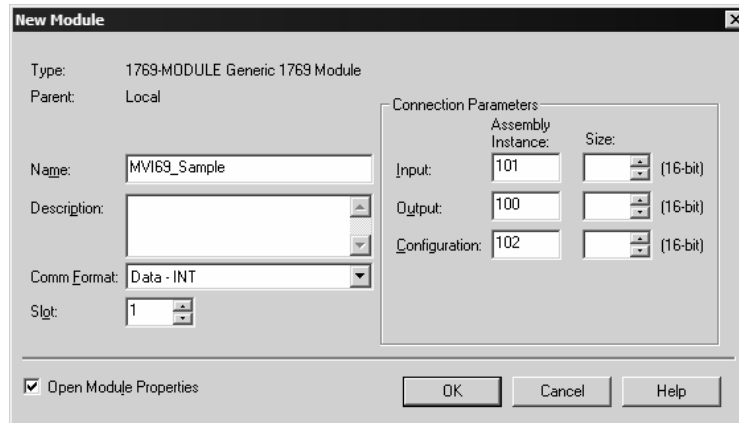 New Module
Type: 1769-MODULE Generic 1769 Module
Parent: Local
Connection Parameters
Assembly Instance: Size:
Name: MVI69_Sample
Input: 101 (16-bit)
Description:
Output: 100 (16-bit)
Configuration: 102 (16-bit)
Comm Format: Data - INT
Slot: 1
Open Module Properties
OK Cancel Help